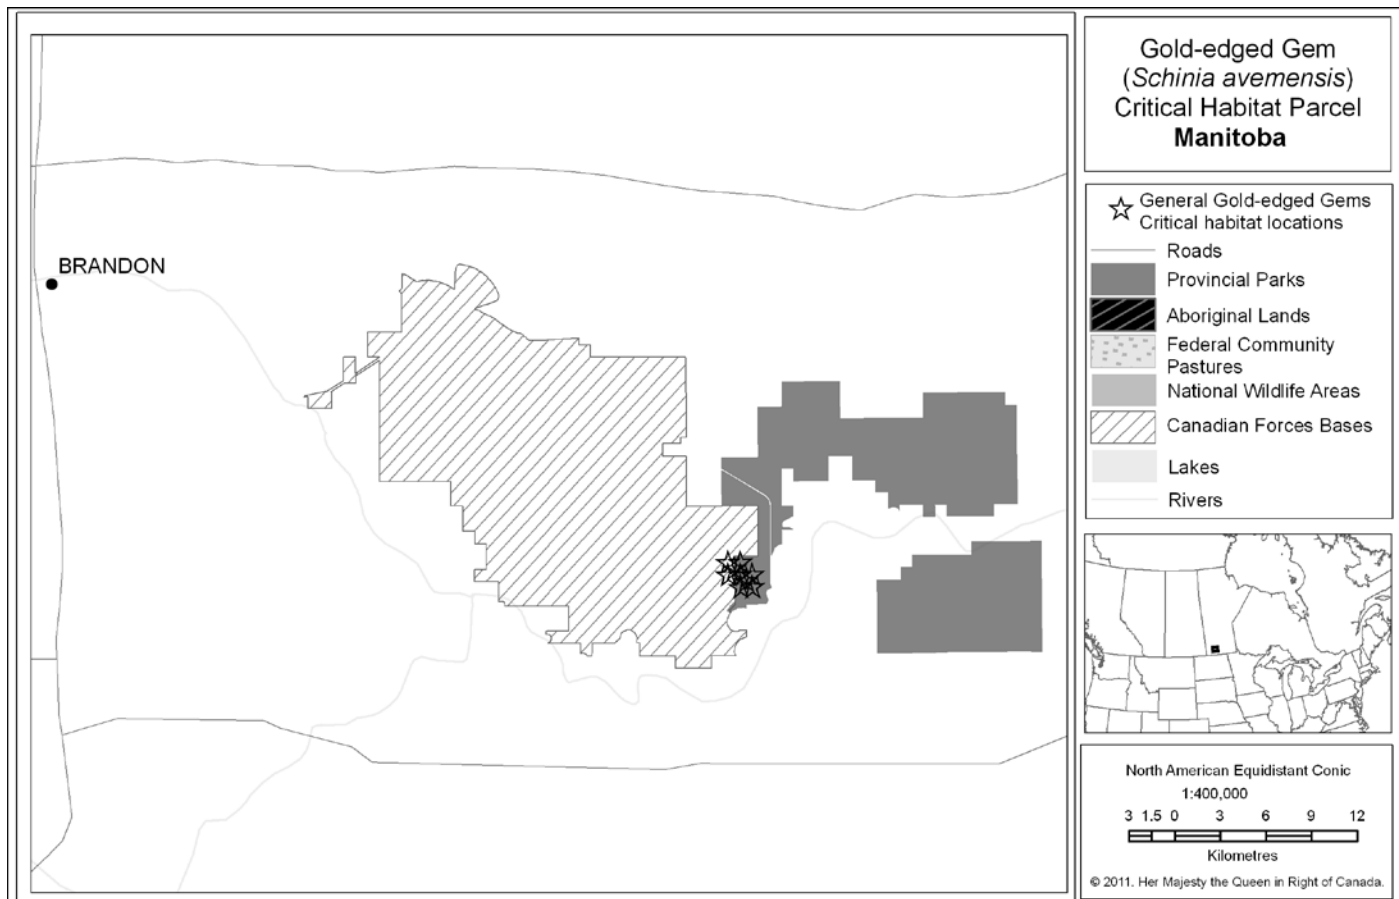 Gold-edged Gem
(Schinia avemensis)
Critical Habitat Parcel
Manitoba
BRANDON
General Gold-edged Gems
Critical habitat locations
Roads
Provincial Parks
Aboriginal Lands
Federal Community
Pastures
National Wildlife Areas
Canadian Forces Bases
Lakes
Rivers
North American Equidistant Conic
1:400,000
3 1.5 0 3 6 9 12
Kilometres
© 2011. Her Majesty the Queen in Right of Canada.